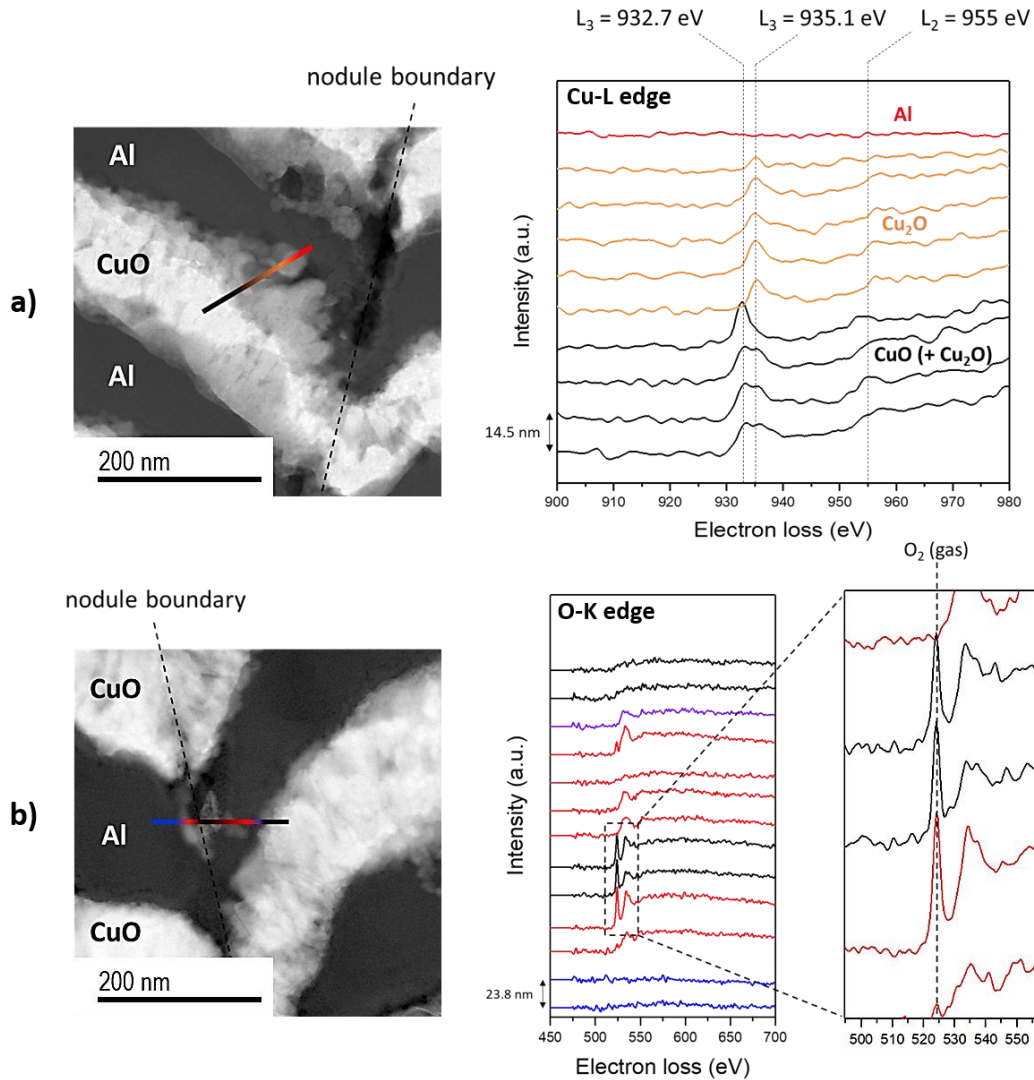 L₃ = 932.7 eV
L₃ = 935.1 eV
L₂ = 955 eV
nodule boundary
a)
Al
CuO
Al
200 nm
Cu-L edge
Al
Cu₂O
CuO (+ Cu₂O)
Intensity (a.u.)
14.5 nm
900 910 920 930 940 950 960 970 980
Electron loss (eV)
nodule boundary
b)
CuO
Al
CuO
200 nm
O-K edge
Intensity (a.u.)
23.8 nm
450 500 550 600 650 700
Electron loss (eV)
O₂ (gas)
500 510 520 530 540 550
Electron loss (eV)